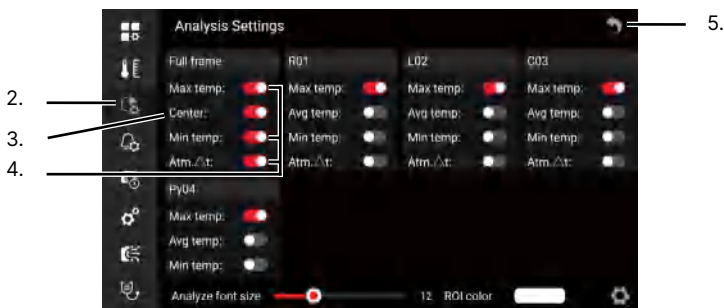 Analysis Settings
5.
Full frame R01 L02 C03
Max temp: Max temp: Max temp: Max temp:
2.
Center: Avg temp: Avg temp: Avg temp:
3.
Min temp: Min temp: Min temp: Min temp:
4.
Atm.△t: Atm.△t: Atm.△t: Atm.△t:
Py04
Max temp:
Avg temp:
Min temp:
Analyze font size 12 ROI color